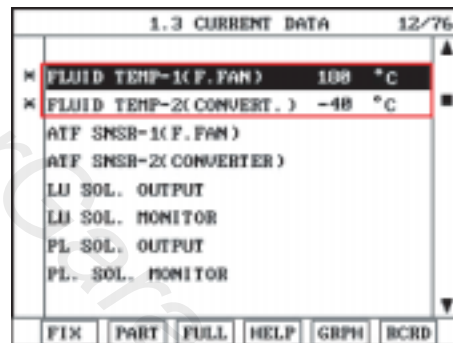 1.3 CURRENT DATA 12/76
× FLUID TEMP-1(F.FAN) 100 °C
× FLUID TEMP-2(CONVERT.) -40 °C
ATF SNSR-1(F.FAN)
ATF SNSR-2(CONVERTER)
LU SOL. OUTPUT
LU SOL. MONITOR
PL SOL. OUTPUT
PL. SOL. MONITOR
FIX PART FULL HELP GRPH RCRD